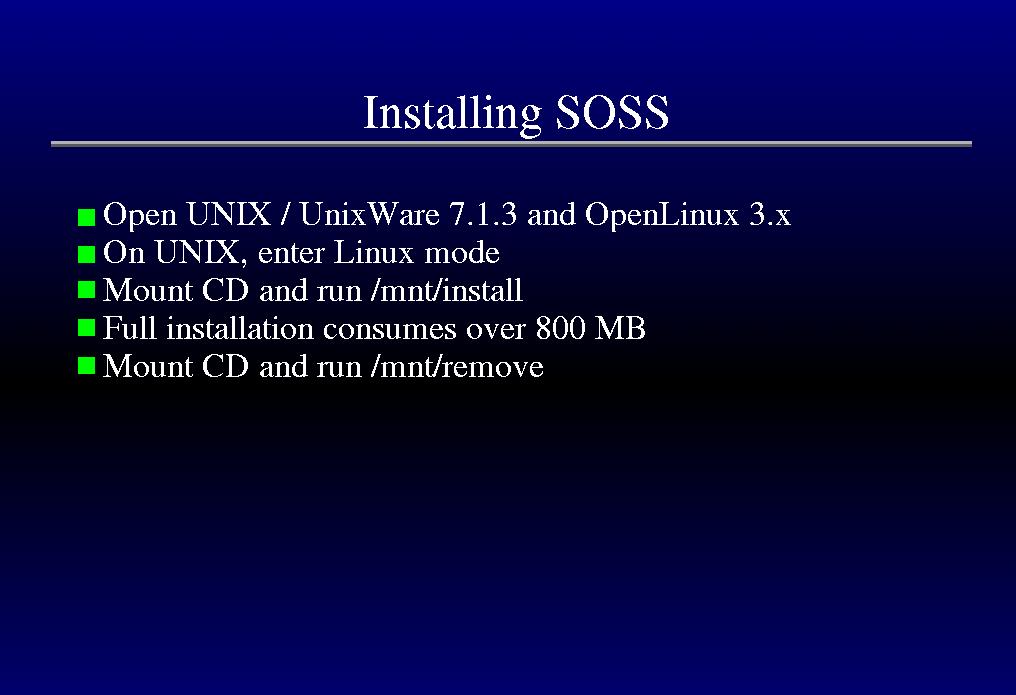 Installing SOSS
Open UNIX / UnixWare 7.1.3 and OpenLinux 3.x
On UNIX, enter Linux mode
Mount CD and run /mnt/install
Full installation consumes over 800 MB
Mount CD and run /mnt/remove